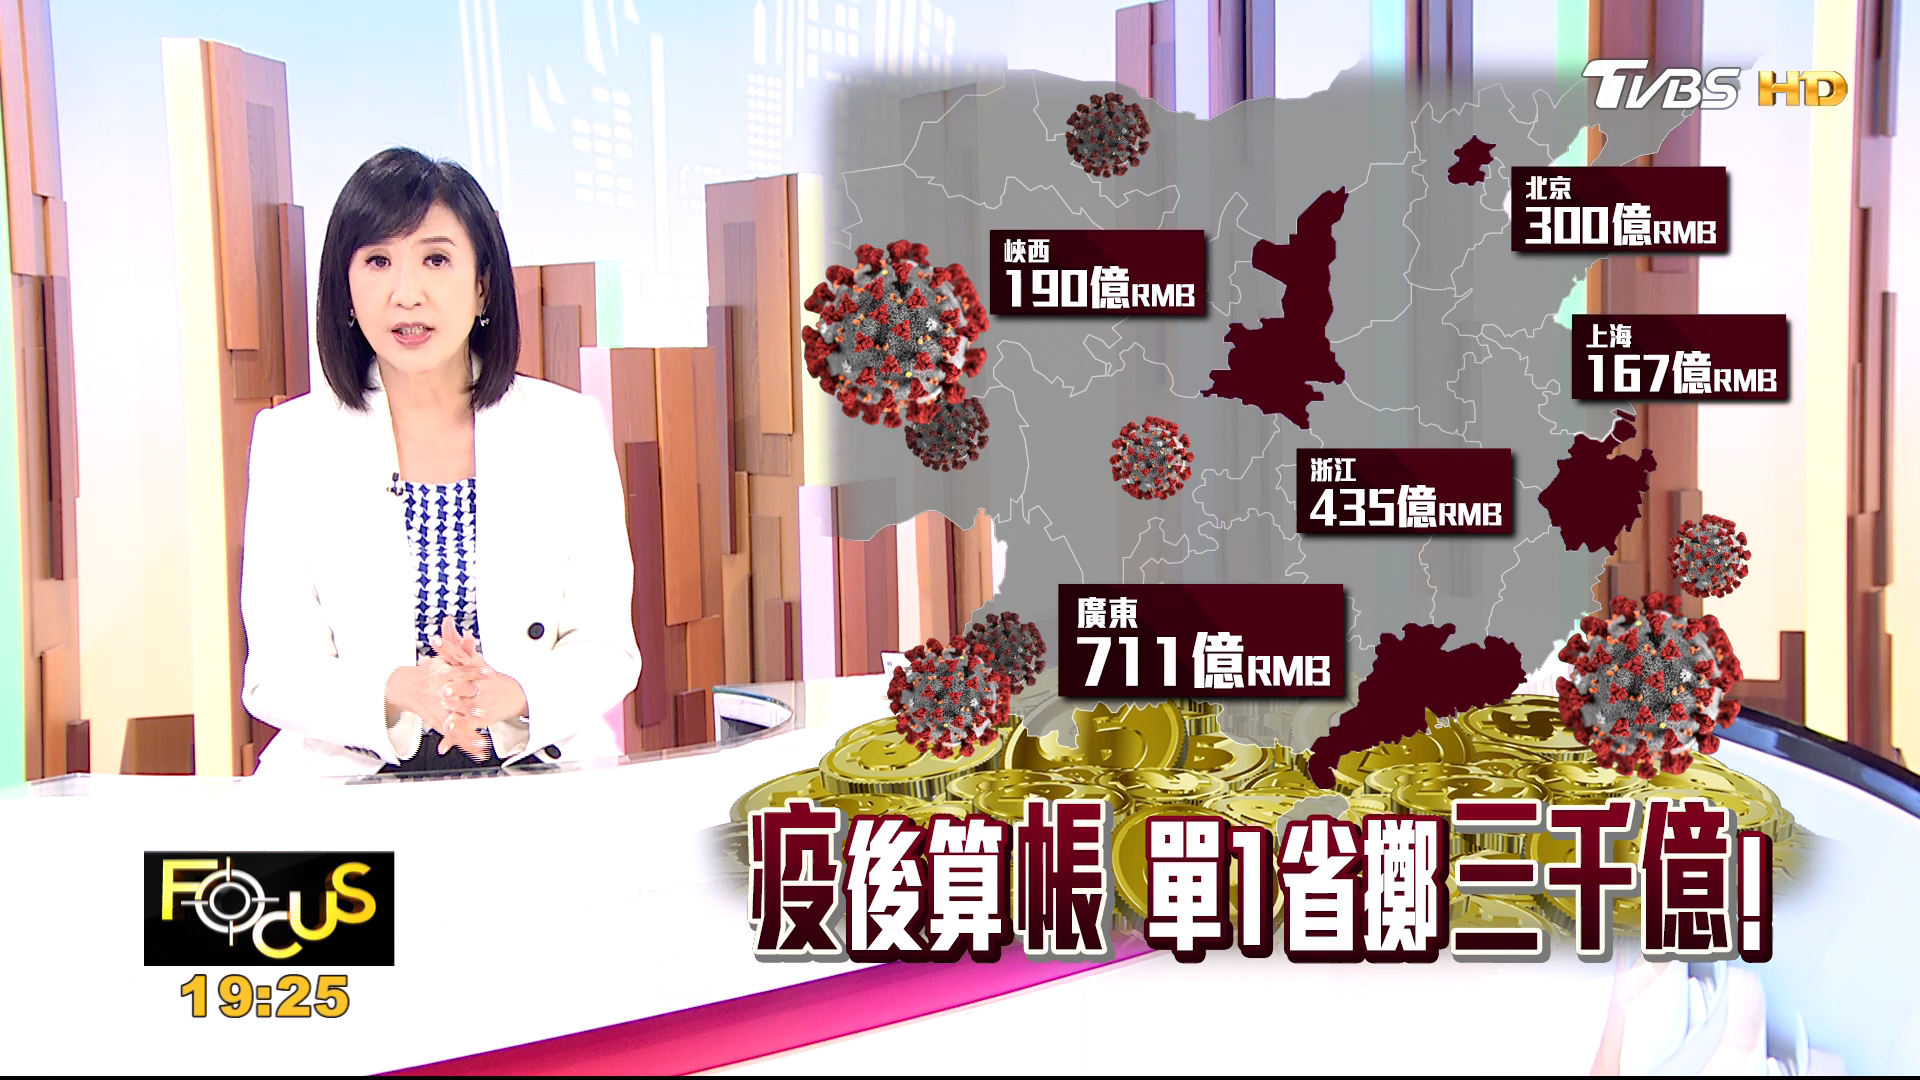 TVBS HD
北京
300億RMB
峽西
190億RMB
上海
167億RMB
浙江
435億RMB
廣東
711億RMB
疫後算帳 單1省擲三千億!
FOCUS
19:25